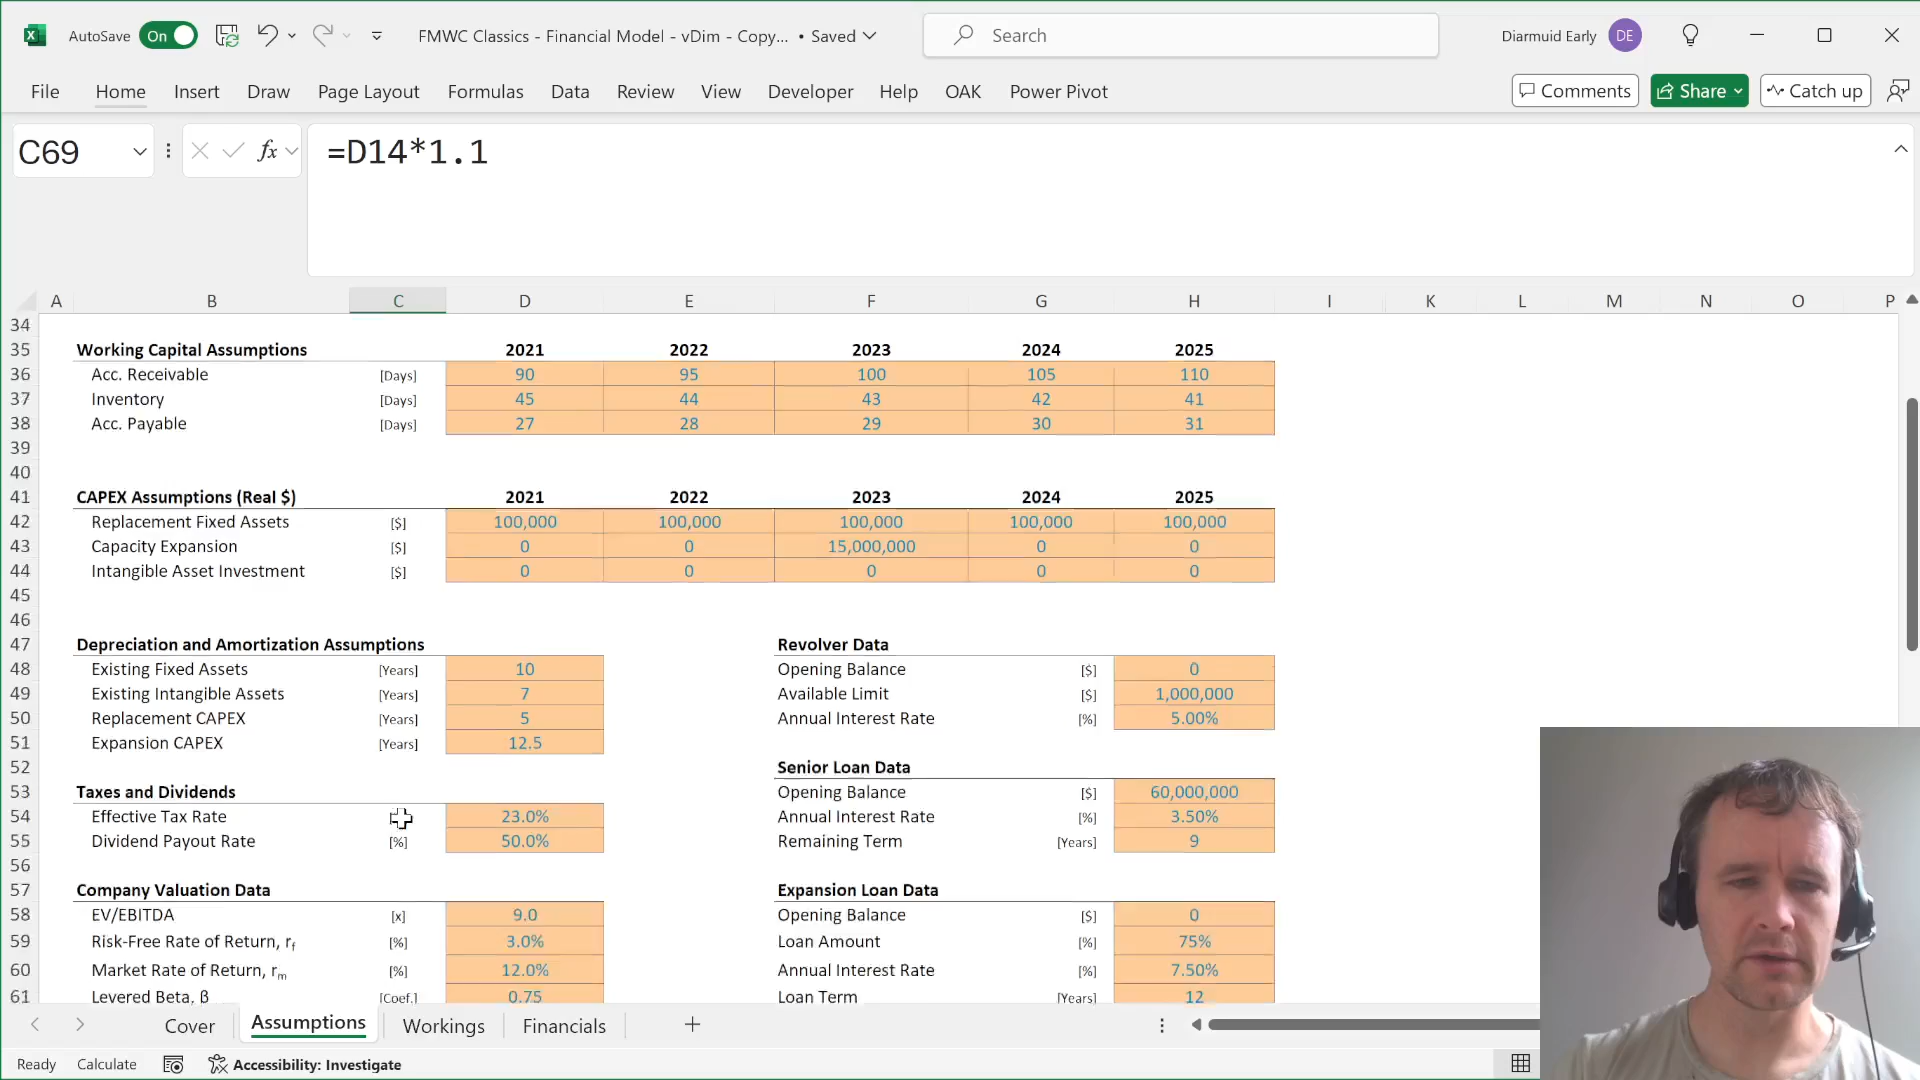 AutoSave On FMWC Classics - Financial Model - vDim - Copy... • Saved Search Diarmuid Early DE
File Home Insert Draw Page Layout Formulas Data Review View Developer Help OAK Power Pivot Comments Share Catch up
C69 fx =D14*1.1
A B C D E F G H I K L M N O P
34
35 Working Capital Assumptions 2021 2022 2023 2024 2025
36 Acc. Receivable [Days] 90 95 100 105 110
37 Inventory [Days] 45 44 43 42 41
38 Acc. Payable [Days] 27 28 29 30 31
39
40
41 CAPEX Assumptions (Real $) 2021 2022 2023 2024 2025
42 Replacement Fixed Assets [$] 100,000 100,000 100,000 100,000 100,000
43 Capacity Expansion [$] 0 0 15,000,000 0 0
44 Intangible Asset Investment [$] 0 0 0 0 0
45
46
47 Depreciation and Amortization Assumptions Revolver Data
48 Existing Fixed Assets [Years] 10 Opening Balance [$] 0
49 Existing Intangible Assets [Years] 7 Available Limit [$] 1,000,000
50 Replacement CAPEX [Years] 5 Annual Interest Rate [%] 5.00%
51 Expansion CAPEX [Years] 12.5
52 Senior Loan Data
53 Taxes and Dividends Opening Balance [$] 60,000,000
54 Effective Tax Rate 23.0% Annual Interest Rate [%] 3.50%
55 Dividend Payout Rate [%] 50.0% Remaining Term [Years] 9
56
57 Company Valuation Data Expansion Loan Data
58 EV/EBITDA [x] 9.0 Opening Balance [$] 0
59 Risk-Free Rate of Return, rf [%] 3.0% Loan Amount [%] 75%
60 Market Rate of Return, rm [%] 12.0% Annual Interest Rate [%] 7.50%
61 Levered Beta, β [Coef.] 0.75 Loan Term [Years] 12
Cover Assumptions Workings Financials
Ready Calculate Accessibility: Investigate